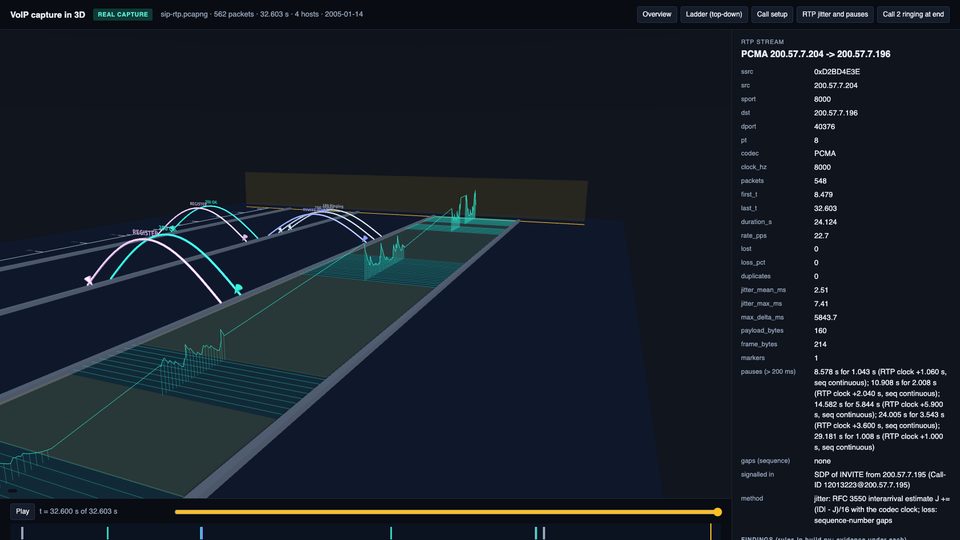 VoIP capture in 3D
REAL CAPTURE
sip-rtp.pcapng · 562 packets · 32.603 s · 4 hosts · 2005-01-14
Overview
Ladder (top-down)
Call setup
RTP jitter and pauses
Call 2 ringing at end
REGISTER
200 OK
REGISTER
RTP STREAM
PCMA 200.57.7.204 -> 200.57.7.196
ssrc 0xD2BD4E3E
src 200.57.7.204
sport 8000
dst 200.57.7.196
dport 40376
pt 8
codec PCMA
clock_hz 8000
packets 548
first_t 8.479
last_t 32.603
duration_s 24.124
rate_pps 22.7
lost 0
loss_pct 0
duplicates 0
jitter_mean_ms 2.51
jitter_max_ms 7.41
max_delta_ms 5843.7
payload_bytes 160
frame_bytes 214
markers 1
pauses (> 200 ms) 8.578 s for 1.043 s (RTP clock +1.060 s,
seq continuous); 10.908 s for 2.008 s
(RTP clock +2.040 s, seq continuous);
14.582 s for 5.844 s (RTP clock +5.900
s, seq continuous); 24.005 s for 3.543 s
(RTP clock +3.600 s, seq continuous);
29.181 s for 1.008 s (RTP clock +1.000
s, seq continuous)
gaps (sequence) none
signalled in SDP of INVITE from 200.57.7.195 (Call-
ID 12013223@200.57.7.195)
method jitter: RFC 3550 interarrival estimate J +=
(|D| - J)/16 with the codec clock; loss:
sequence-number gaps
Play
t = 32.600 s of 32.603 s